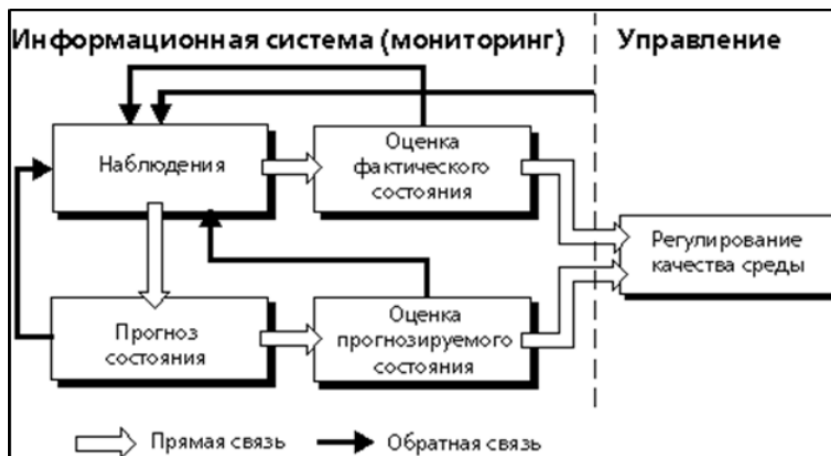 Информационная система (мониторинг)
Управление
Наблюдения
Оценка
фактического
состояния
Регулирование
качества среды
Прогноз
состояния
Оценка
прогнозируемого
состояния
Прямая связь
Обратная связь